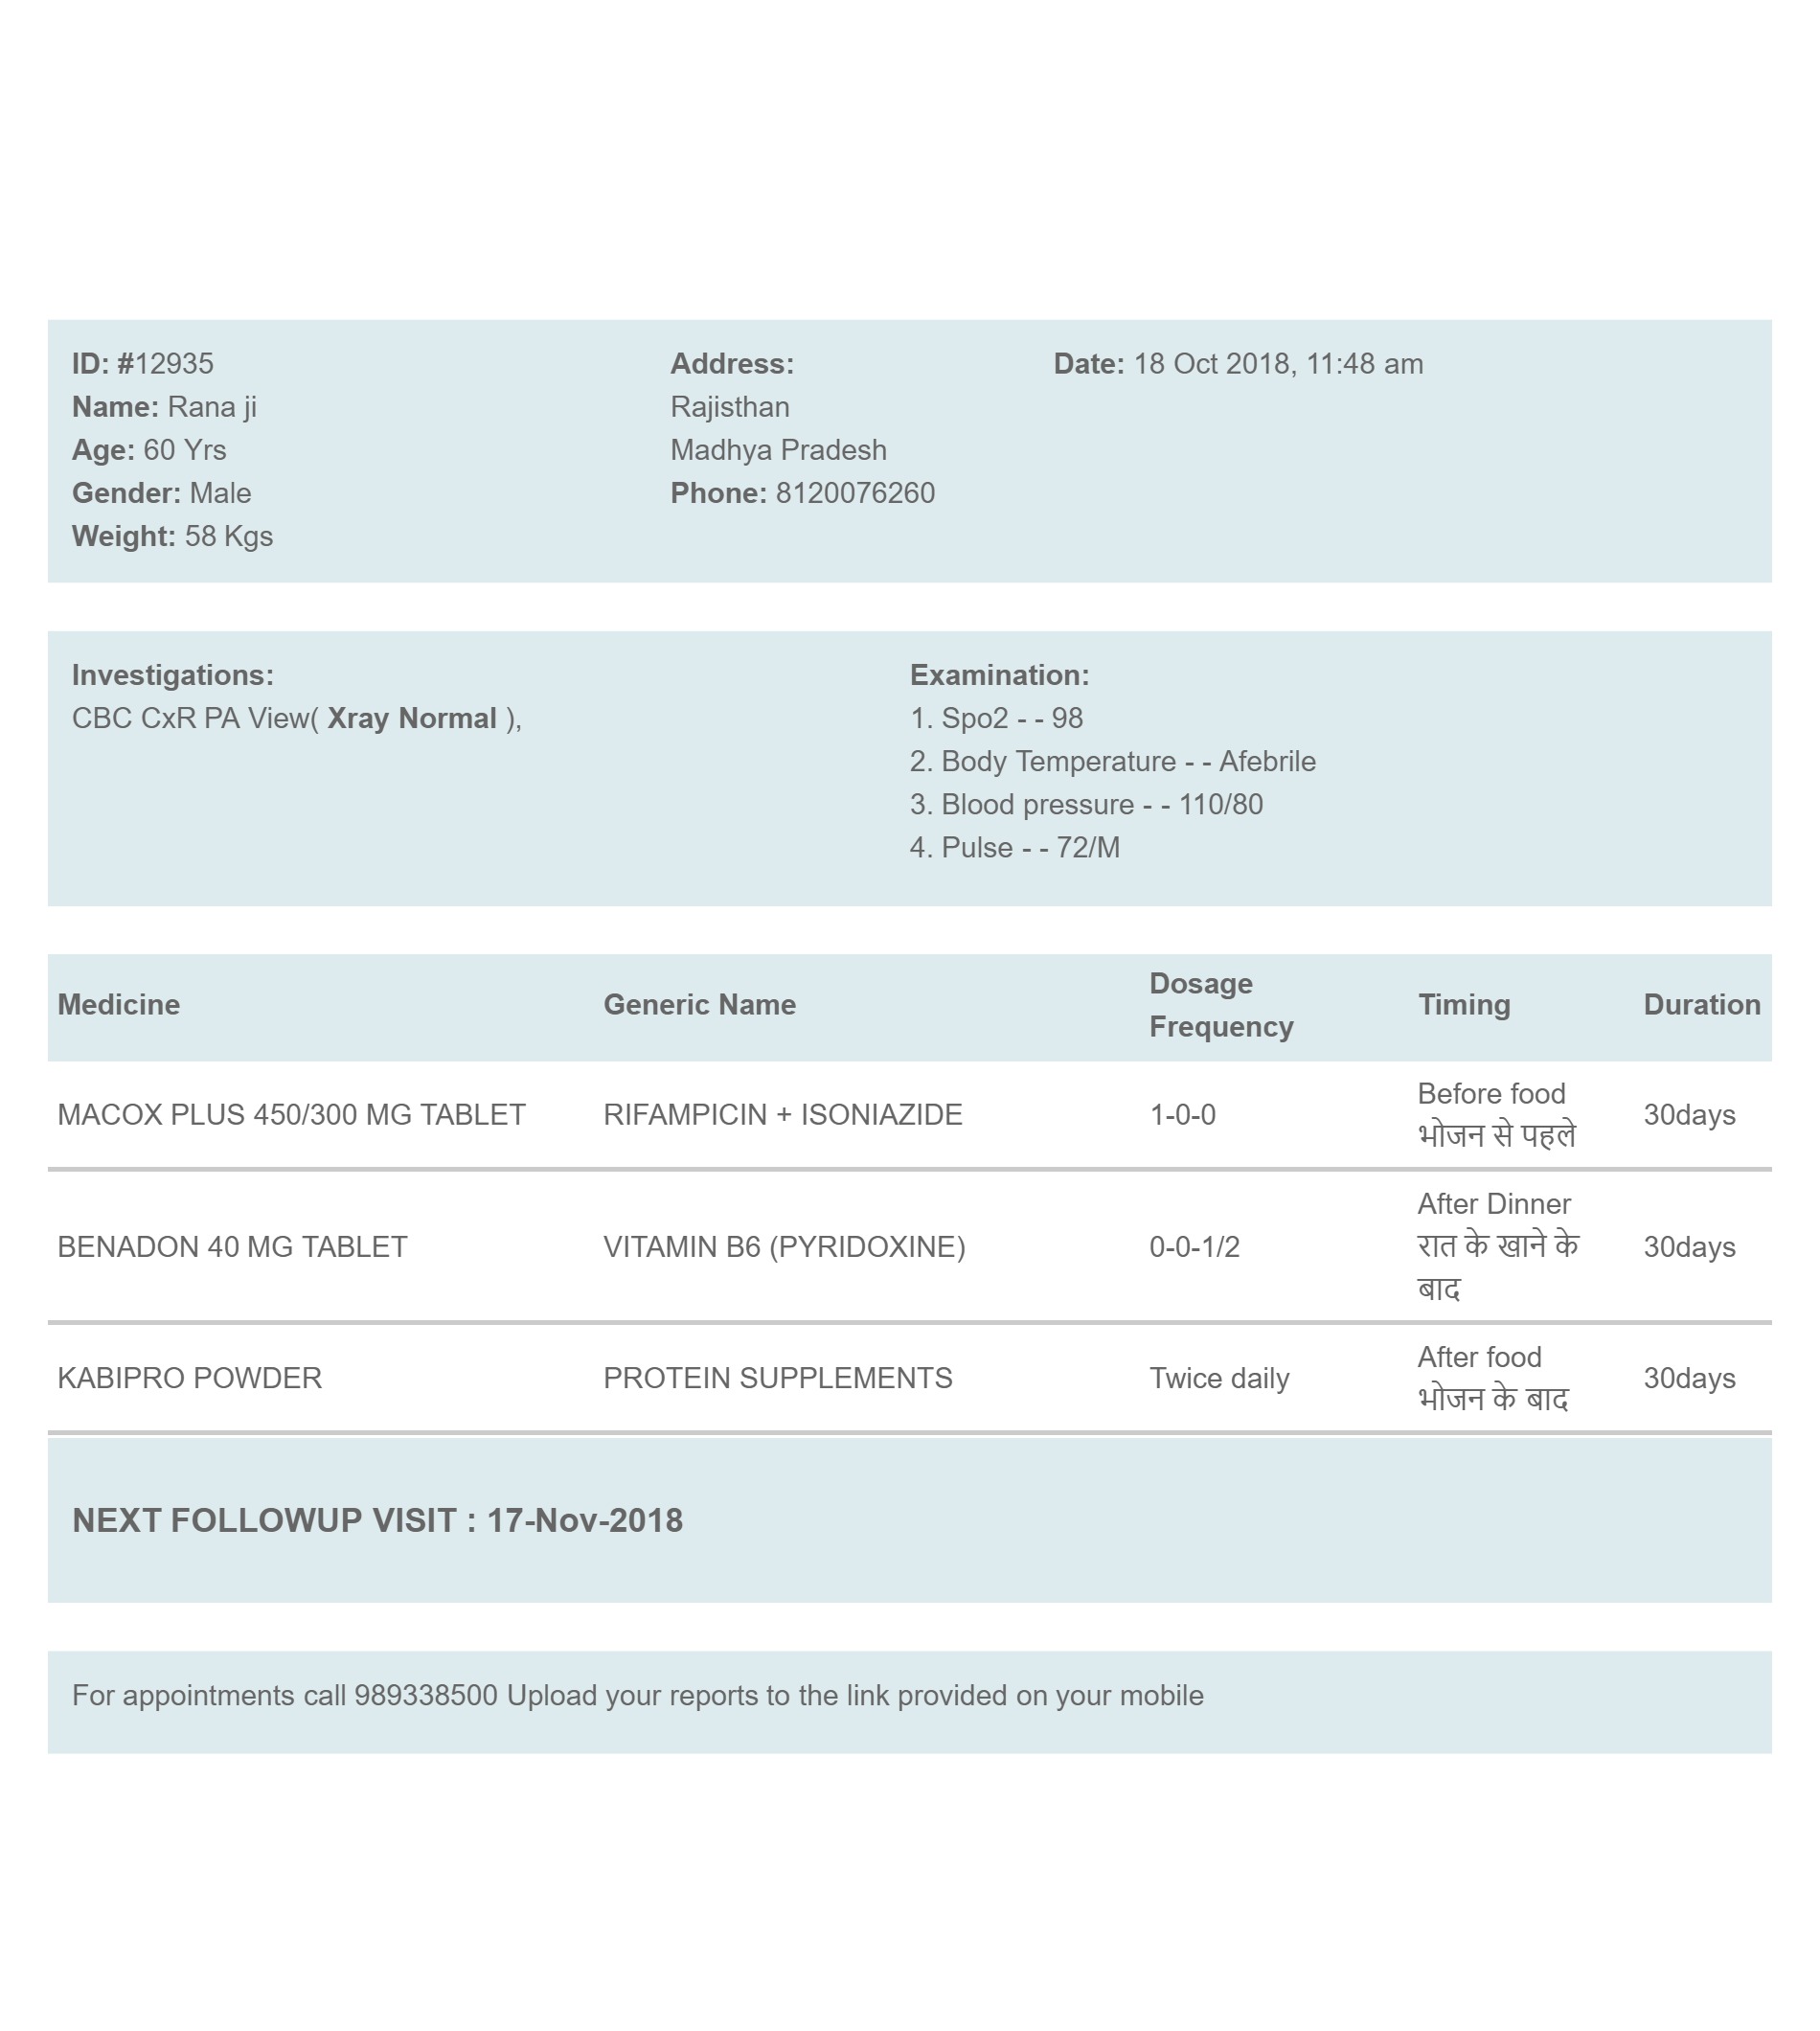 ID: #12935
Name: Rana ji
Age: 60 Yrs
Gender: Male
Weight: 58 Kgs
Address:
Rajisthan
Madhya Pradesh
Phone: 8120076260
Date: 18 Oct 2018, 11:48 am
Investigations:
CBC CxR PA View( Xray Normal ),
Examination:
1. Spo2 - - 98
2. Body Temperature - - Afebrile
3. Blood pressure - - 110/80
4. Pulse - - 72/M
Medicine Generic Name Dosage Frequency Timing Duration
MACOX PLUS 450/300 MG TABLET RIFAMPICIN + ISONIAZIDE 1-0-0 Before food भोजन से पहले 30days
BENADON 40 MG TABLET VITAMIN B6 (PYRIDOXINE) 0-0-1/2 After Dinner रात के खाने के बाद 30days
KABIPRO POWDER PROTEIN SUPPLEMENTS Twice daily After food भोजन के बाद 30days
NEXT FOLLOWUP VISIT : 17-Nov-2018
For appointments call 989338500 Upload your reports to the link provided on your mobile